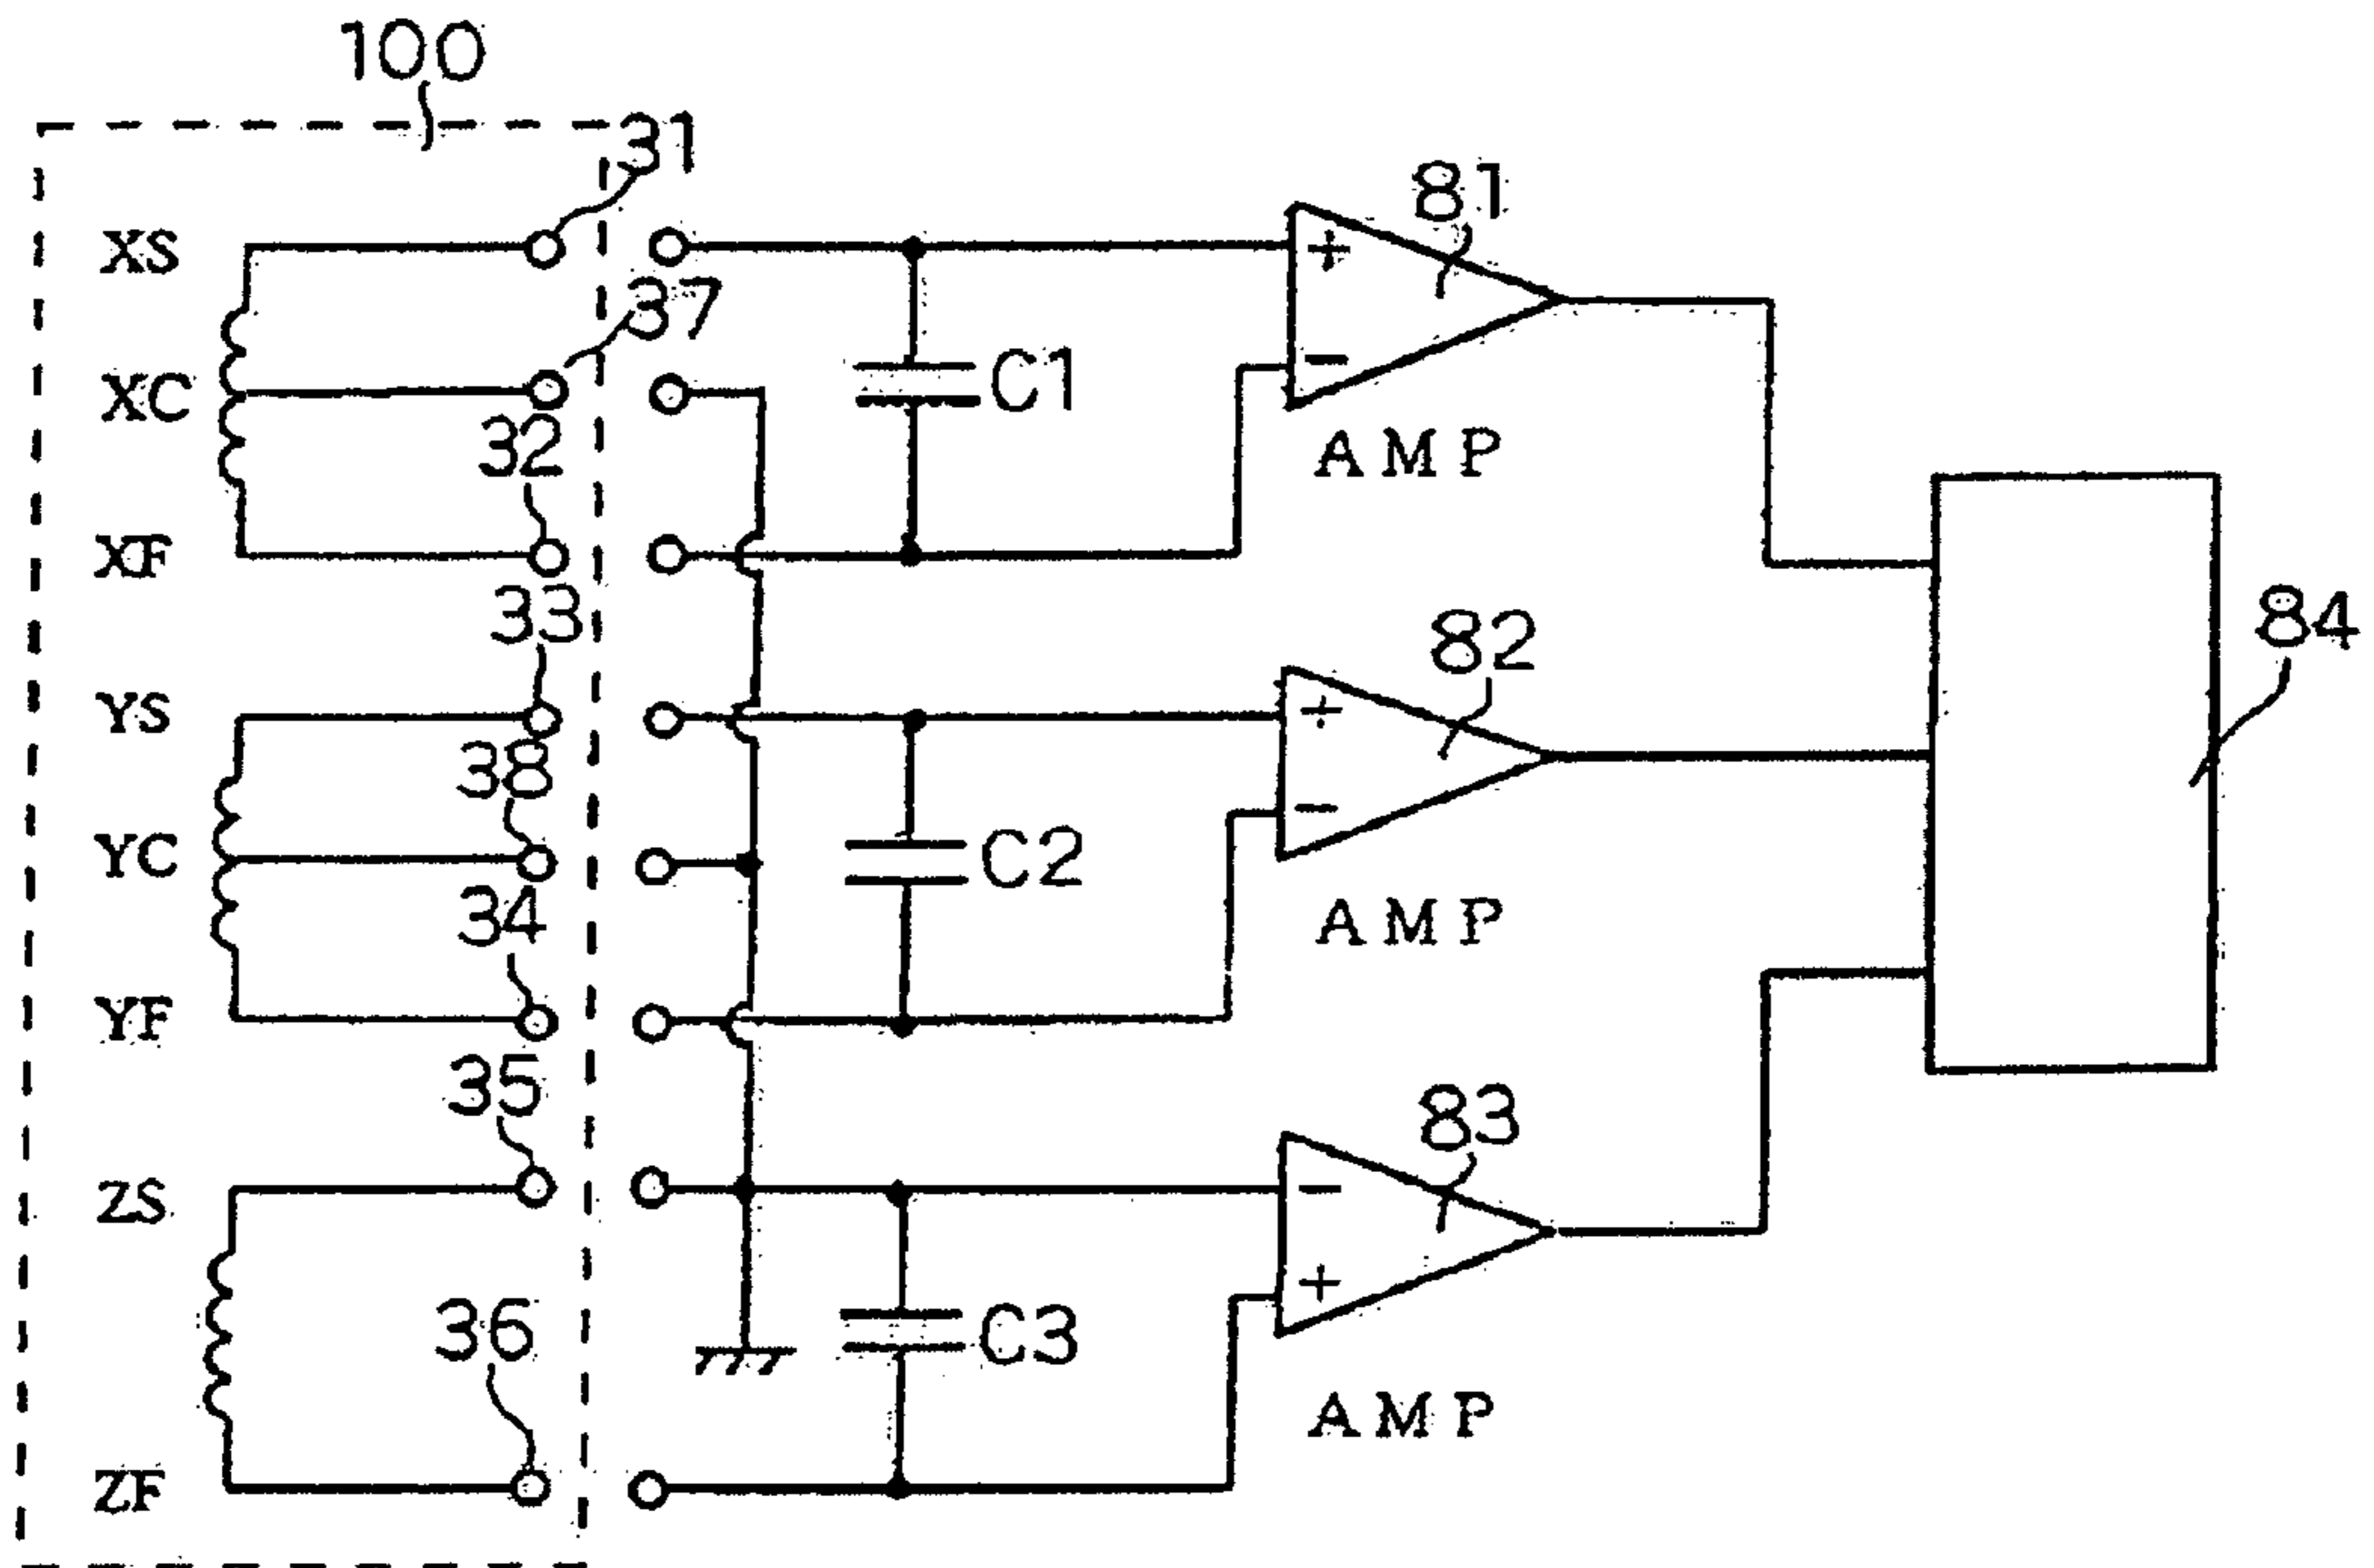 100
31
81
XS
+
37
XC
C1
-
32
AMP
XF
33
82
84
YS
+
38
YC
C2
-
34
AMP
YF
35
83
ZS
-
+
36
C3
AMP
ZF